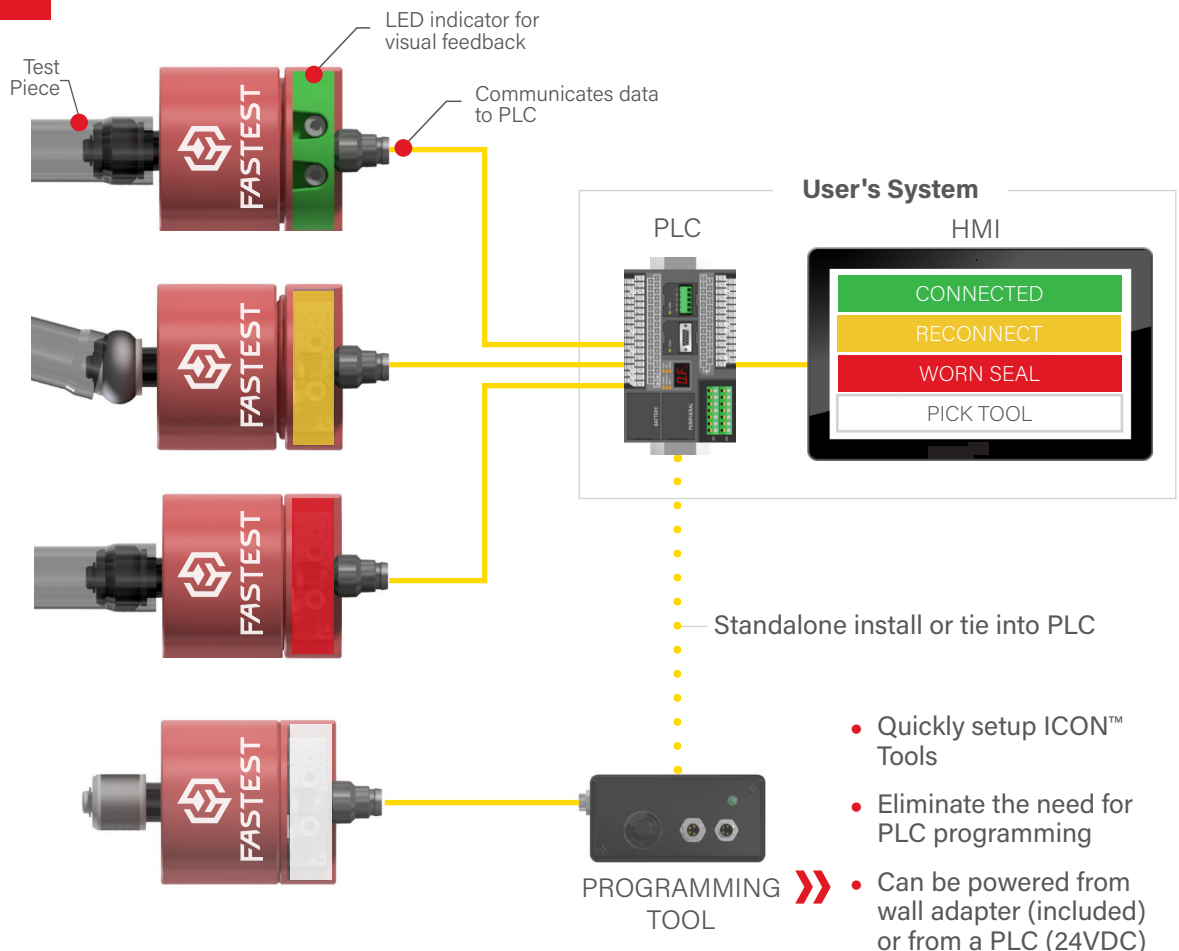 LED indicator for
visual feedback
Test
Piece
Communicates data
to PLC
FASTEST
User's System
PLC
HMI
CONNECTED
RECONNECT
WORN SEAL
PICK TOOL
BATTERY
PERIPHERAL
FASTEST
FASTEST
Standalone install or tie into PLC
FASTEST
PROGRAMMING
TOOL
• Quickly setup ICON™
Tools
• Eliminate the need for
PLC programming
• Can be powered from
wall adapter (included)
or from a PLC (24VDC)